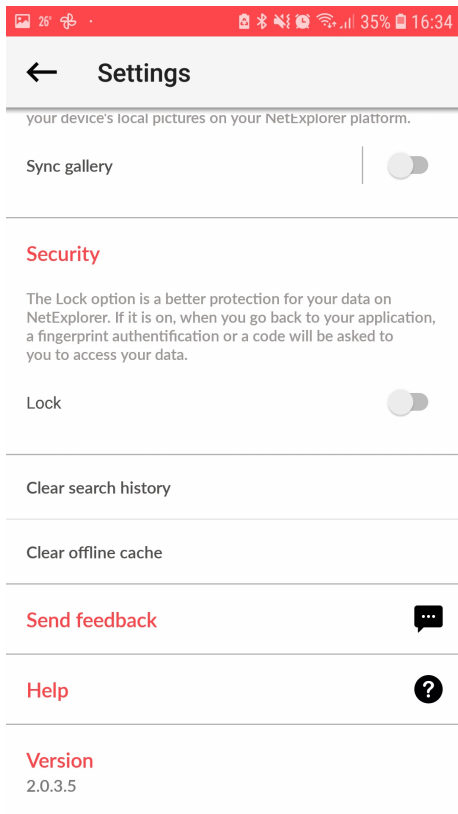 26° 35% 16:34
Settings
your device's local pictures on your NetExplorer platform.
Sync gallery
Security
The Lock option is a better protection for your data on
NetExplorer. If it is on, when you go back to your application,
a fingerprint authentification or a code will be asked to
you to access your data.
Lock
Clear search history
Clear offline cache
Send feedback
Help
Version
2.0.3.5